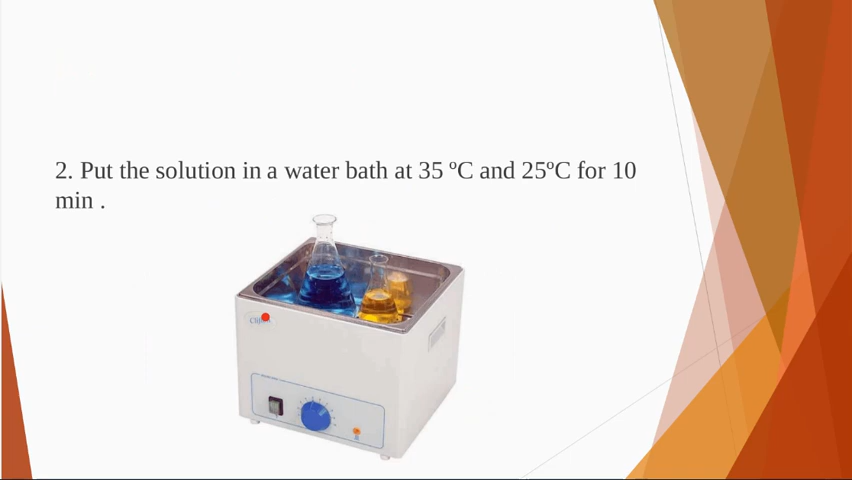 2. Put the solution in a water bath at 35 ºC and 25ºC for 10
min .